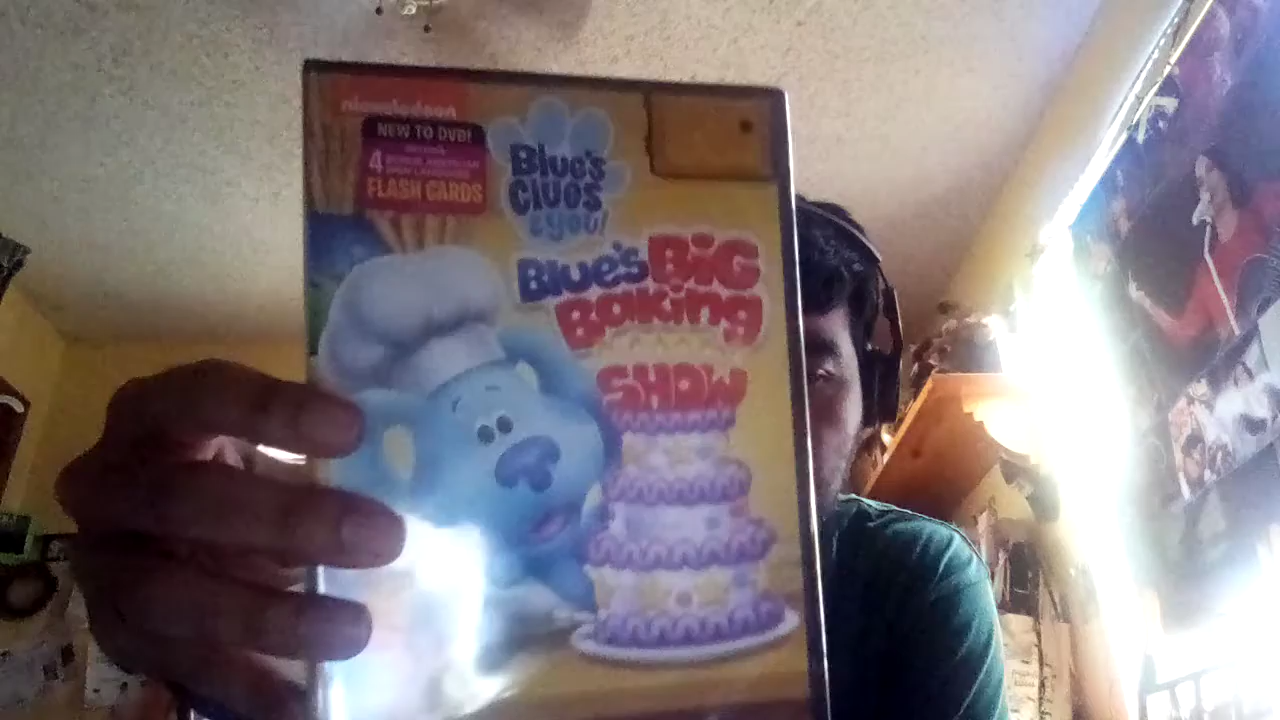 nickelodeon
NEW TO DVD!
4
FLASH CARDS
BLUE'S
CLUES
& you!
BLUE'S BIG
BaKing
SHOW